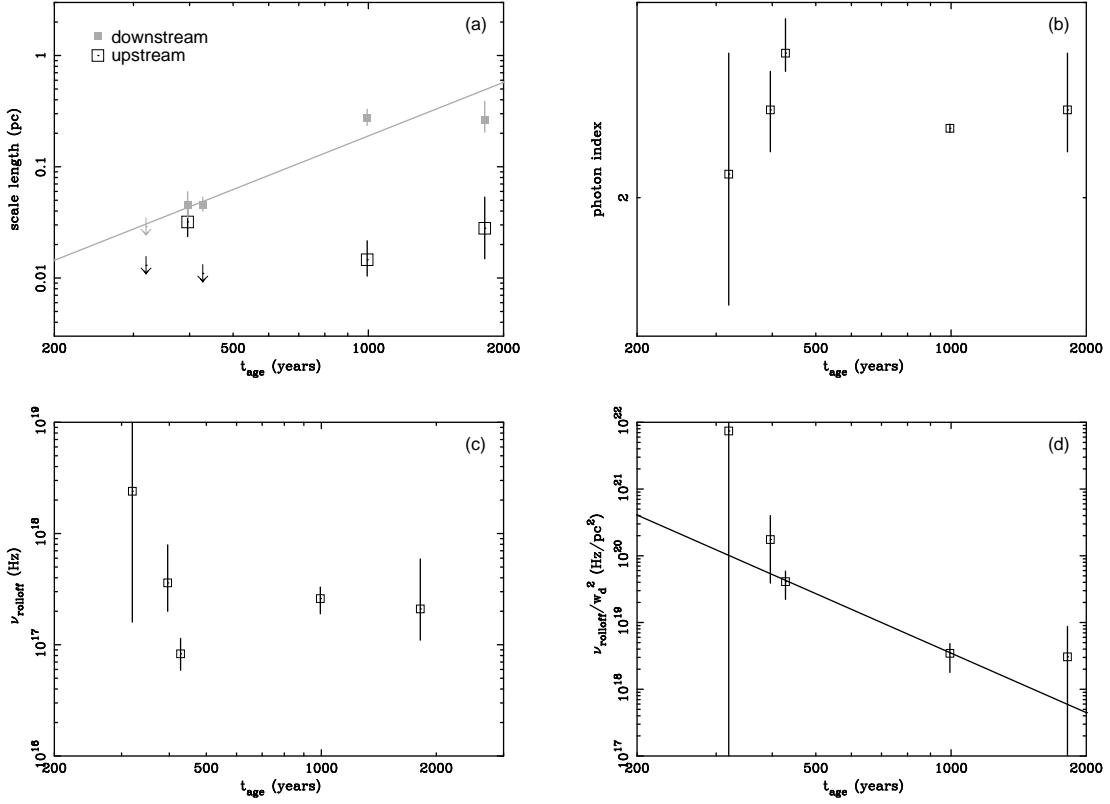 (a)
downstream
upstream
scale length (pc)
1
0.1
0.01
200 500 1000 2000
t_age (years)
(b)
photon index
2
200 500 1000 2000
t_age (years)
(c)
ν_rolloff (Hz)
10^19
10^18
10^17
10^16
200 500 1000 2000
t_age (years)
(d)
ν_rolloff/w_d^2 (Hz/pc^2)
10^22
10^21
10^20
10^19
10^18
10^17
200 500 1000 2000
t_age (years)